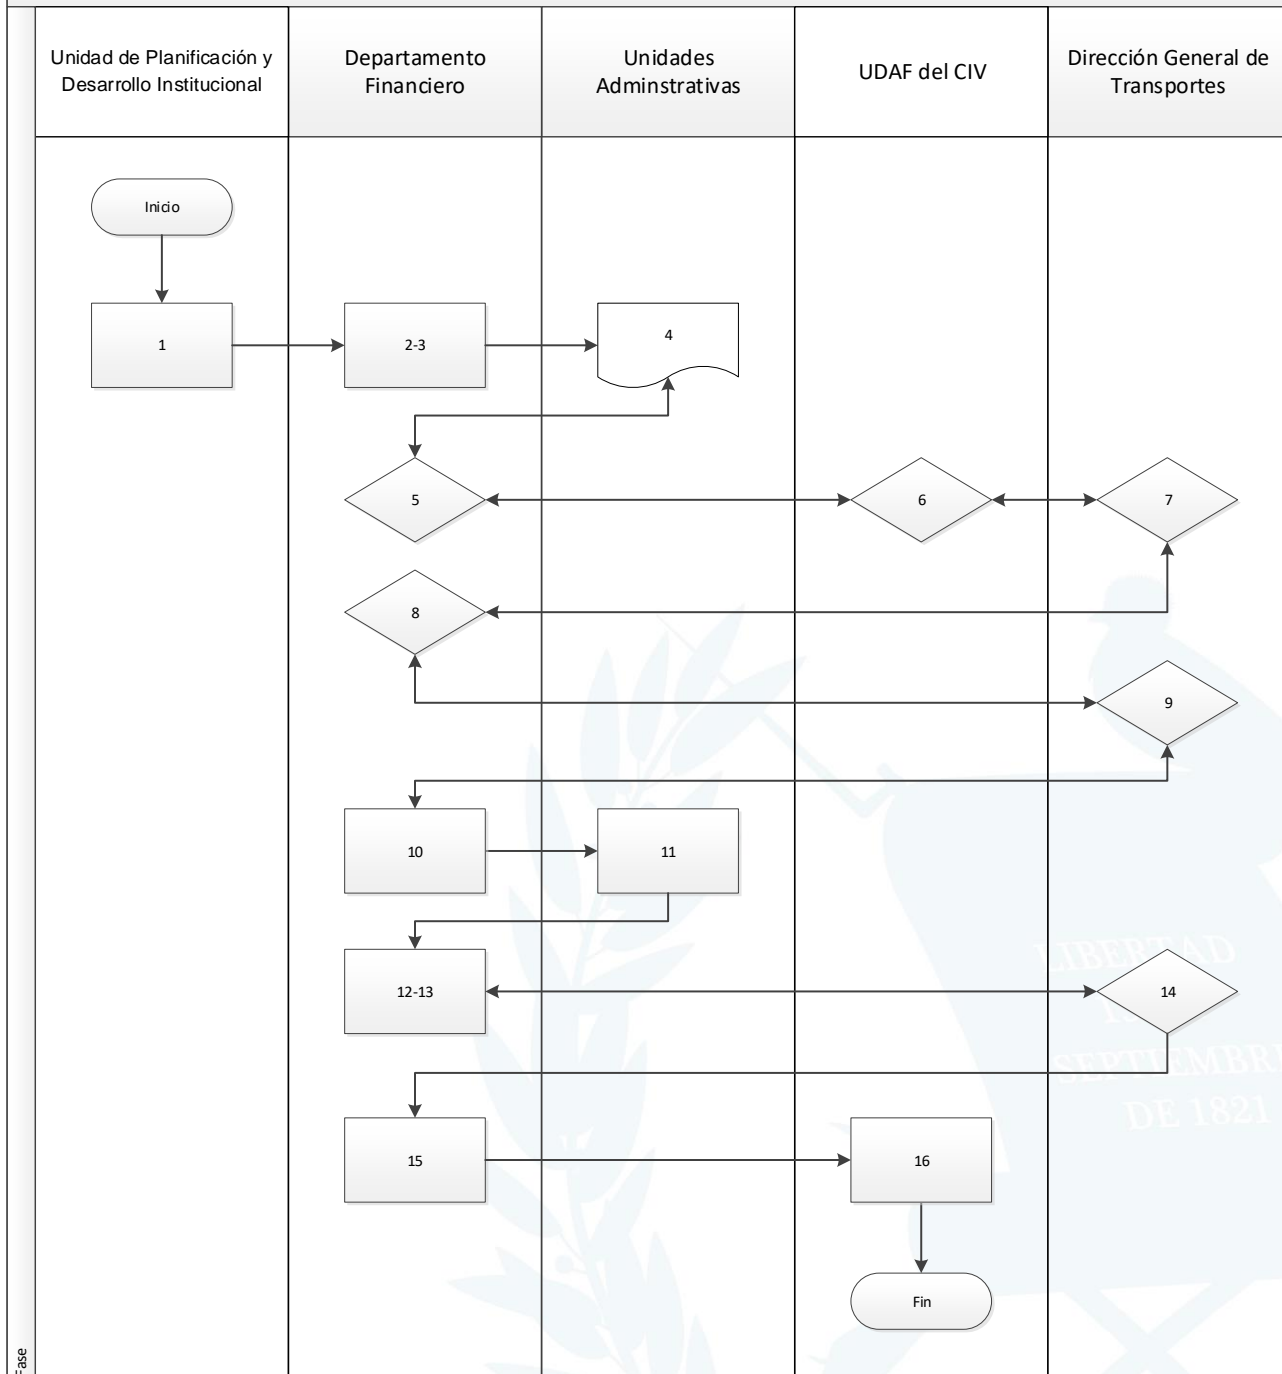 Unidad de Planificación y
Desarrollo Institucional
Departamento
Financiero
Unidades
Adminstrativas
UDAF del CIV
Dirección General de
Transportes
Inicio
1
2-3
4
5
6
7
8
9
10
11
12-13
14
LIBERTAD
SEPTIEMBRE
DE 1821
15
16
Fin
Fase